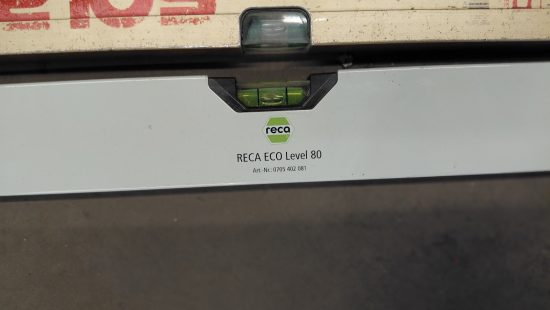 reca
RECA ECO Level 80
Art.-Nr.: 0705 402 081